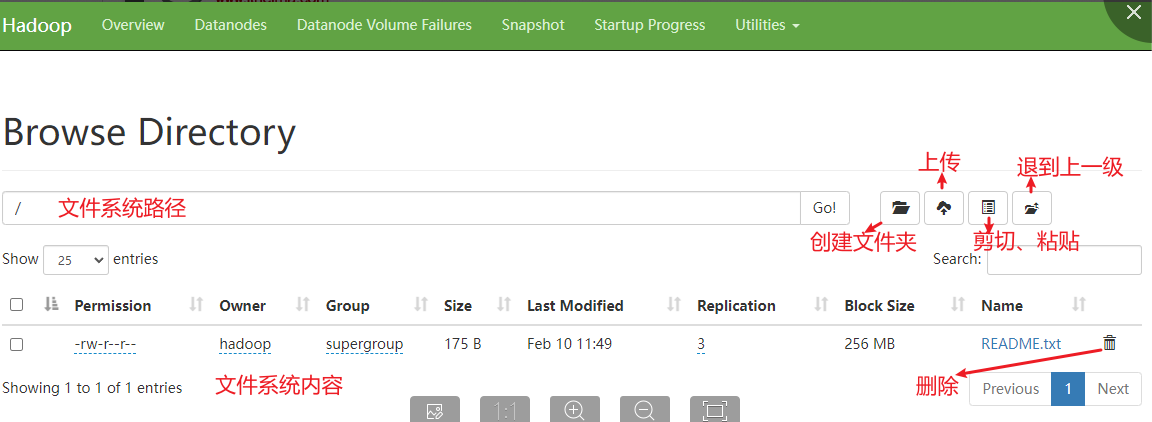 Hadoop Overview Datanodes Datanode Volume Failures Snapshot Startup Progress Utilities
Browse Directory
上传
退到上一级
/ 文件系统路径 Go!
创建文件夹
剪切、粘贴
Show 25 entries Search:
Permission Owner Group Size Last Modified Replication Block Size Name
-rw-r--r-- hadoop supergroup 175 B Feb 10 11:49 3 256 MB README.txt
Showing 1 to 1 of 1 entries 文件系统内容 删除 Previous 1 Next
1:1